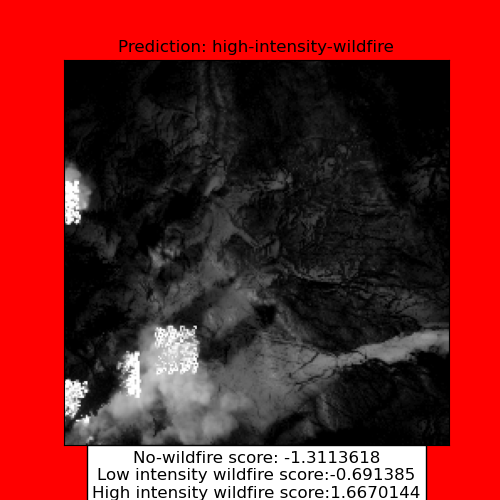 Prediction: high-intensity-wildfire
No-wildfire score: -1.3113618
Low intensity wildfire score:-0.691385
High intensity wildfire score:1.6670144